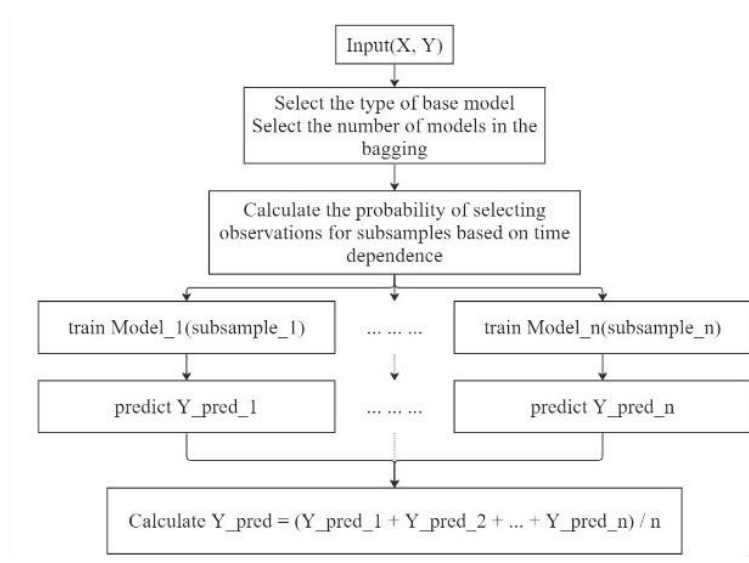 Input(X, Y)
Select the type of base model
Select the number of models in the
bagging
Calculate the probability of selecting
observations for subsamples based on time
dependence
train Model_1(subsample_1)
... ... ...
train Model_n(subsample_n)
predict Y_pred_1
... ... ...
predict Y_pred_n
Calculate Y_pred = (Y_pred_1 + Y_pred_2 + ... + Y_pred_n) / n